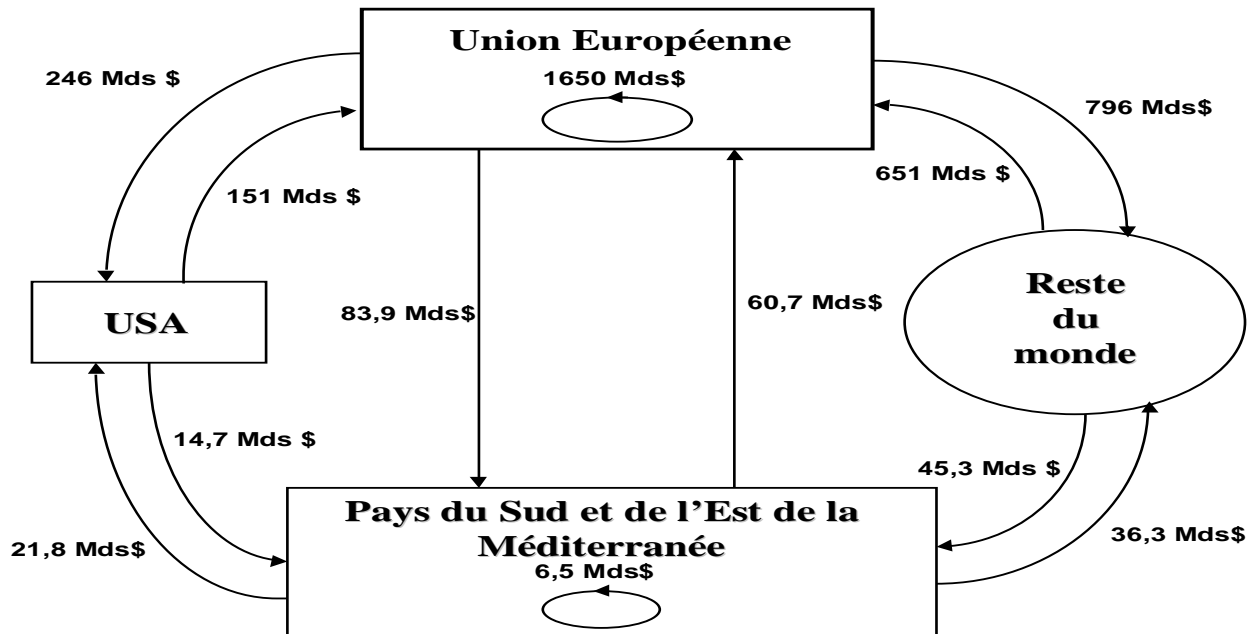 Union Européenne
246 Mds $
1650 Mds$
796 Mds$
151 Mds $
651 Mds $
USA
83,9 Mds$
60,7 Mds$
Reste
du
monde
14,7 Mds $
45,3 Mds $
21,8 Mds$
Pays du Sud et de l’Est de la
Méditerranée
6,5 Mds$
36,3 Mds$